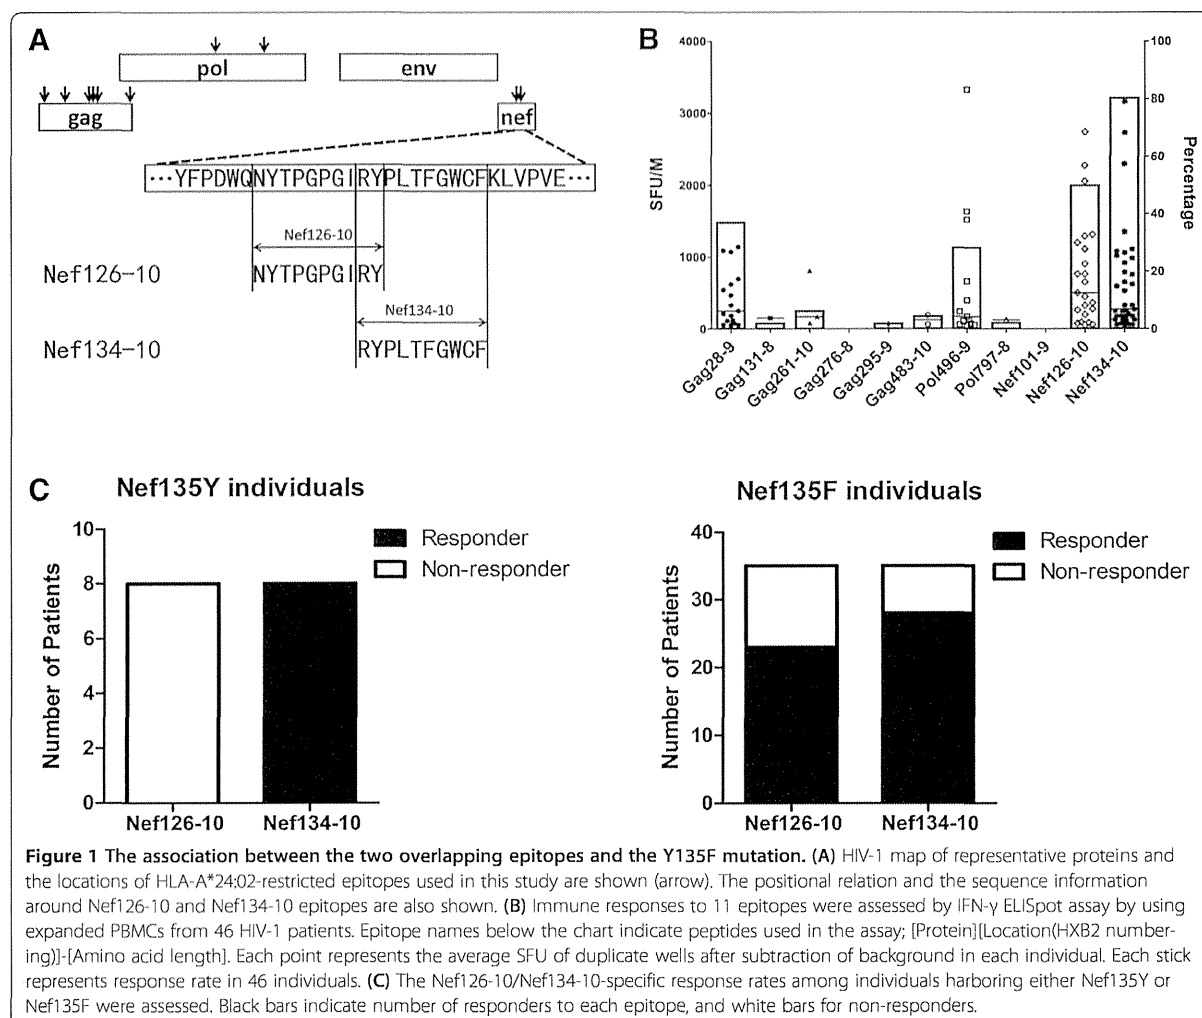 A
pol
env
gag
nef
···YFPDWQNYTPGPGIRYPLTFGWCFKLVPVE···
Nef126-10
Nef126-10 NYTPGPGIRY
Nef134-10
Nef134-10 RYPLTFGWCF
B
4000
3000
2000
1000
0
SFU/M
100
80
60
40
20
0
Percentage
Gag28-9
Gag131-8
Gag261-10
Gag276-8
Gag295-9
Gag483-10
Pol496-9
Pol797-8
Nef101-9
Nef126-10
Nef134-10
C
Nef135Y individuals
10
8
6
4
2
0
Number of Patients
Responder
Non-responder
Nef126-10 Nef134-10
Nef135F individuals
40
30
20
10
0
Number of Patients
Responder
Non-responder
Nef126-10 Nef134-10
Figure 1 The association between the two overlapping epitopes and the Y135F mutation. (A) HIV-1 map of representative proteins and
the locations of HLA-A*24:02-restricted epitopes used in this study are shown (arrow). The positional relation and the sequence information
around Nef126-10 and Nef134-10 epitopes are also shown. (B) Immune responses to 11 epitopes were assessed by IFN-γ ELISpot assay by using
expanded PBMCs from 46 HIV-1 patients. Epitope names below the chart indicate peptides used in the assay; [Protein][Location(HXB2 number-
ing)]-[Amino acid length]. Each point represents the average SFU of duplicate wells after subtraction of background in each individual. Each stick
represents response rate in 46 individuals. (C) The Nef126-10/Nef134-10-specific response rates among individuals harboring either Nef135Y or
Nef135F were assessed. Black bars indicate number of responders to each epitope, and white bars for non-responders.